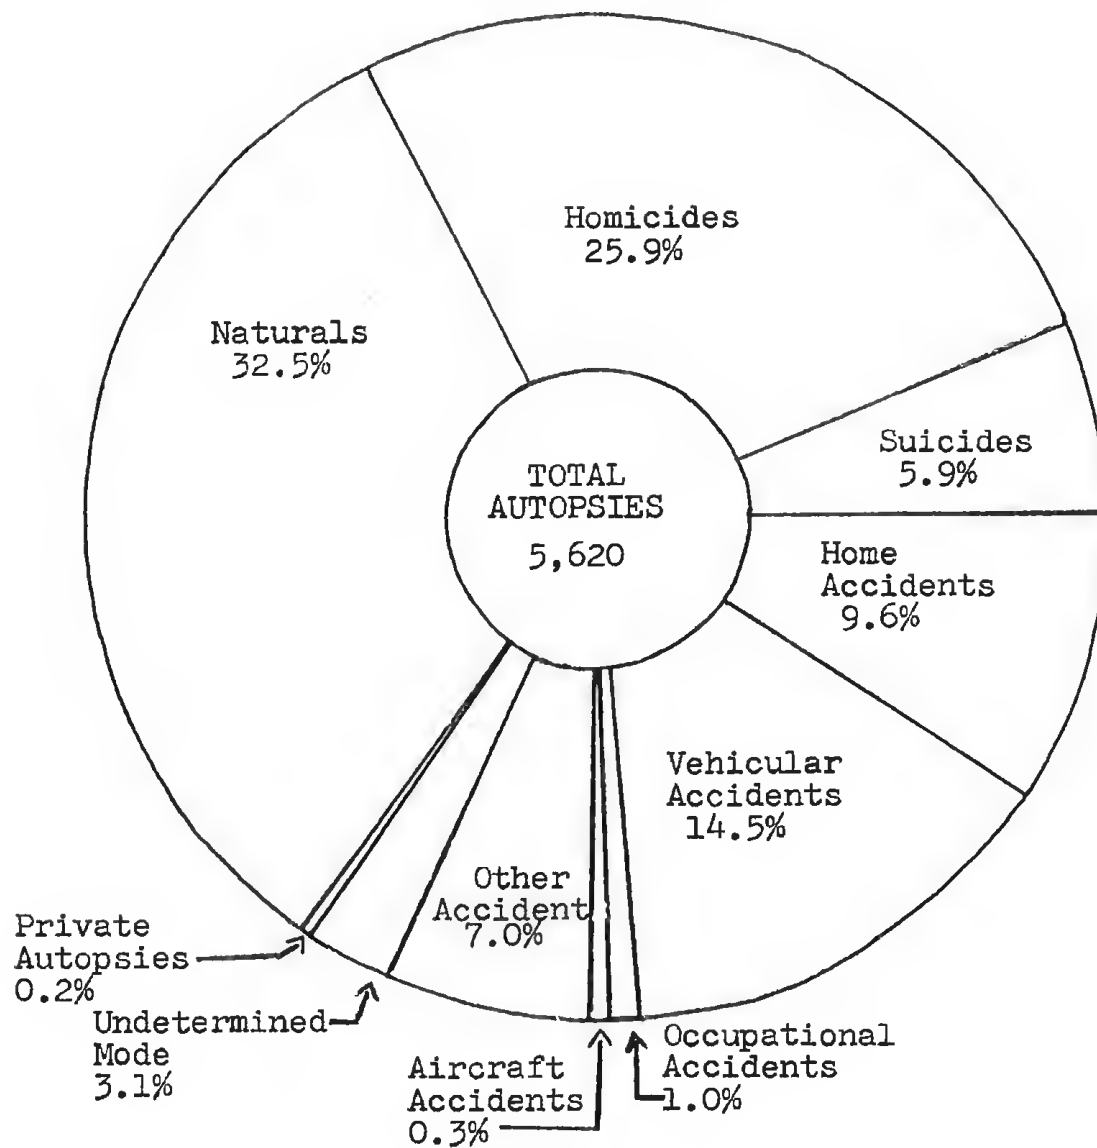 Homicides
25.9%
Naturals
32.5%
Suicides
5.9%
TOTAL
AUTOPSIES
5,620
Home
Accidents
9.6%
Vehicular
Accidents
14.5%
Other
Accident
7.0%
Private
Autopsies
0.2%
Undetermined
Mode
3.1%
Aircraft
Accidents
0.3%
Occupational
Accidents
1.0%